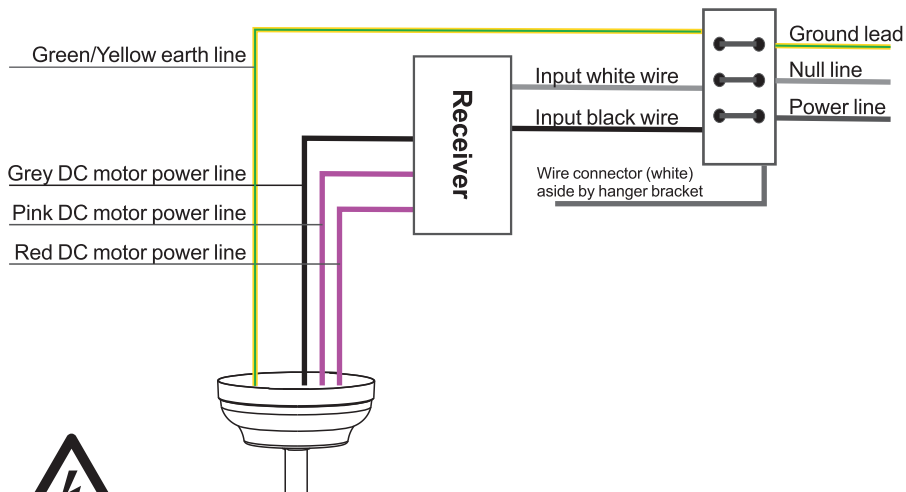 Green/Yellow earth line
Grey DC motor power line
Pink DC motor power line
Red DC motor power line
Receiver
Input white wire
Input black wire
Wire connector (white)
aside by hanger bracket
Ground lead
Null line
Power line